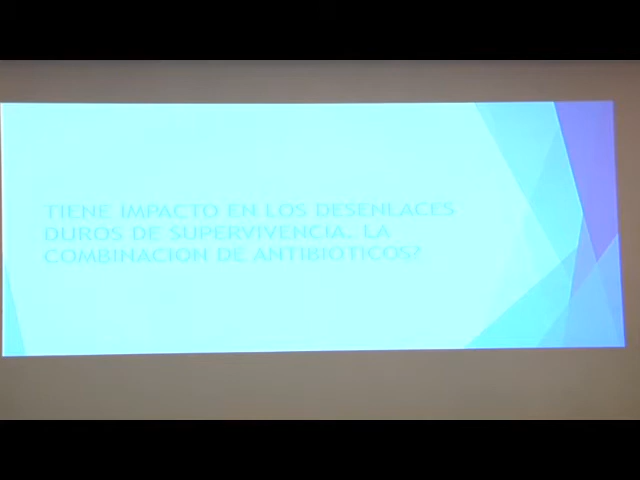 TIENE IMPACTO EN LOS DESENLACES
DUROS DE SUPERVIVENCIA.. LA
COMBINACION DE ANTIBIOTICOS?